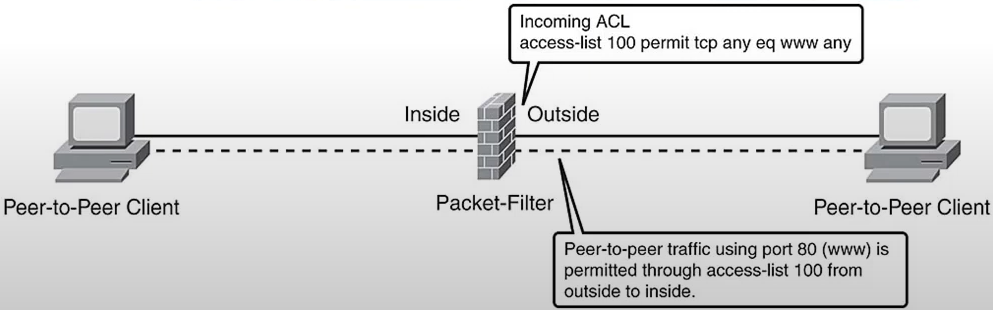 Incoming ACL
access-list 100 permit tcp any eq www any
Inside
Outside
Peer-to-Peer Client
Packet-Filter
Peer-to-Peer Client
Peer-to-peer traffic using port 80 (www) is
permitted through access-list 100 from
outside to inside.